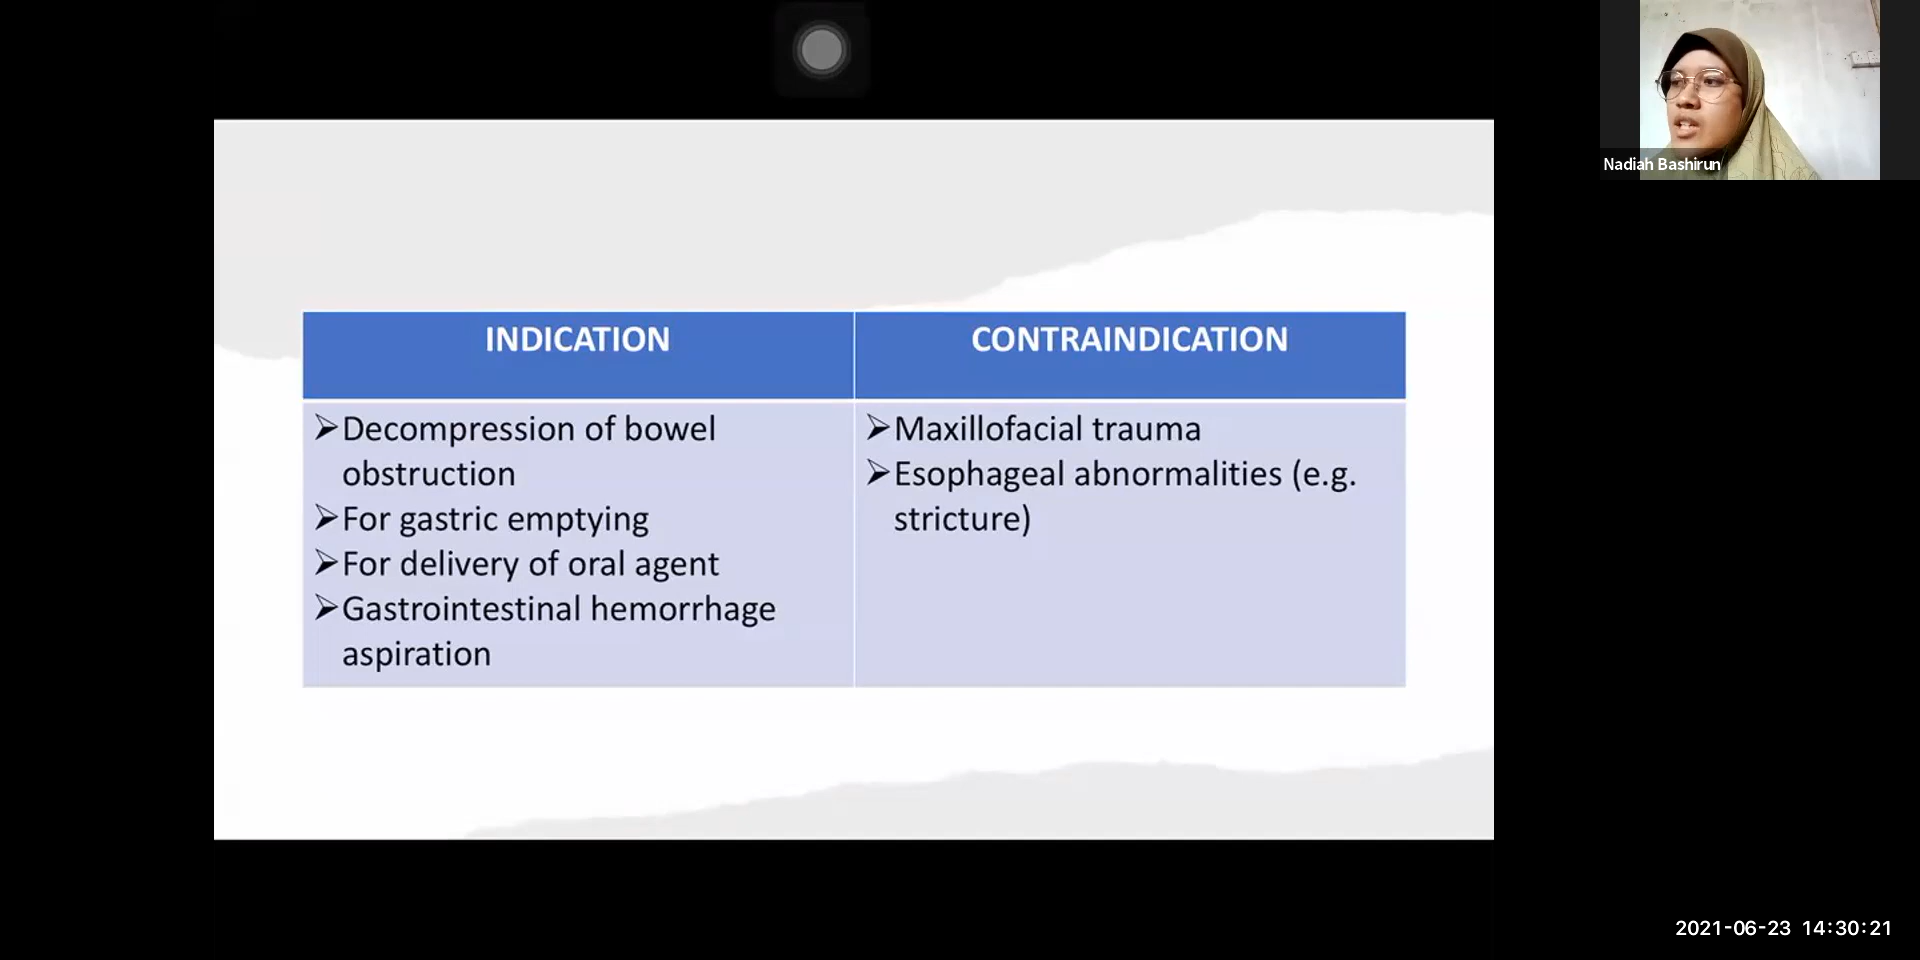 Nadiah Bashirun
INDICATION
CONTRAINDICATION
➢Decompression of bowel
obstruction
➢For gastric emptying
➢For delivery of oral agent
➢Gastrointestinal hemorrhage
aspiration
➢Maxillofacial trauma
➢Esophageal abnormalities (e.g.
stricture)
2021-06-23 14:30:21